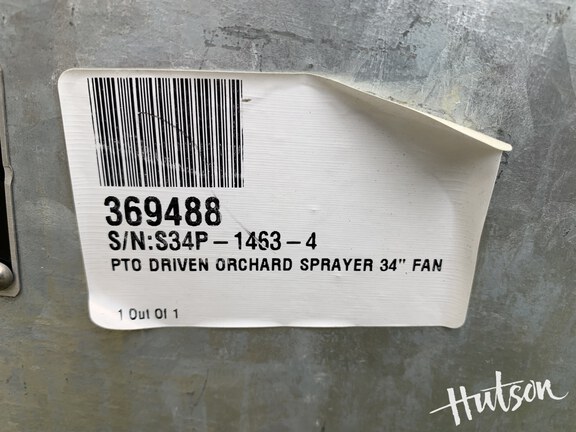 369488
S/N:S34P-1463-4
PTO DRIVEN ORCHARD SPRAYER 34" FAN
1 Out Of 1
Hutson